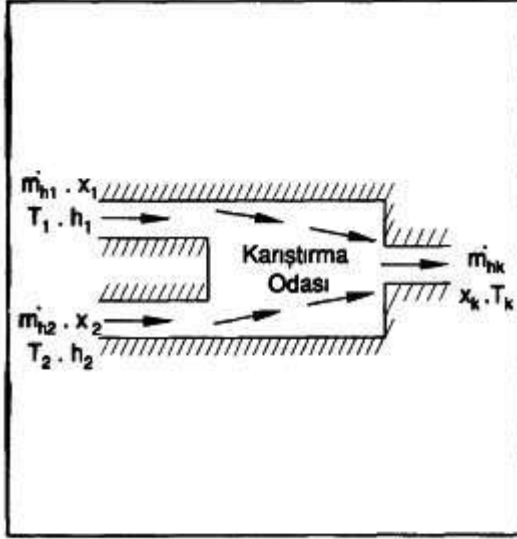 ṁh1 . x1
T1 . h1
Karıştırma
Odası
ṁhk
xk . Tk
ṁh2 . x2
T2 . h2